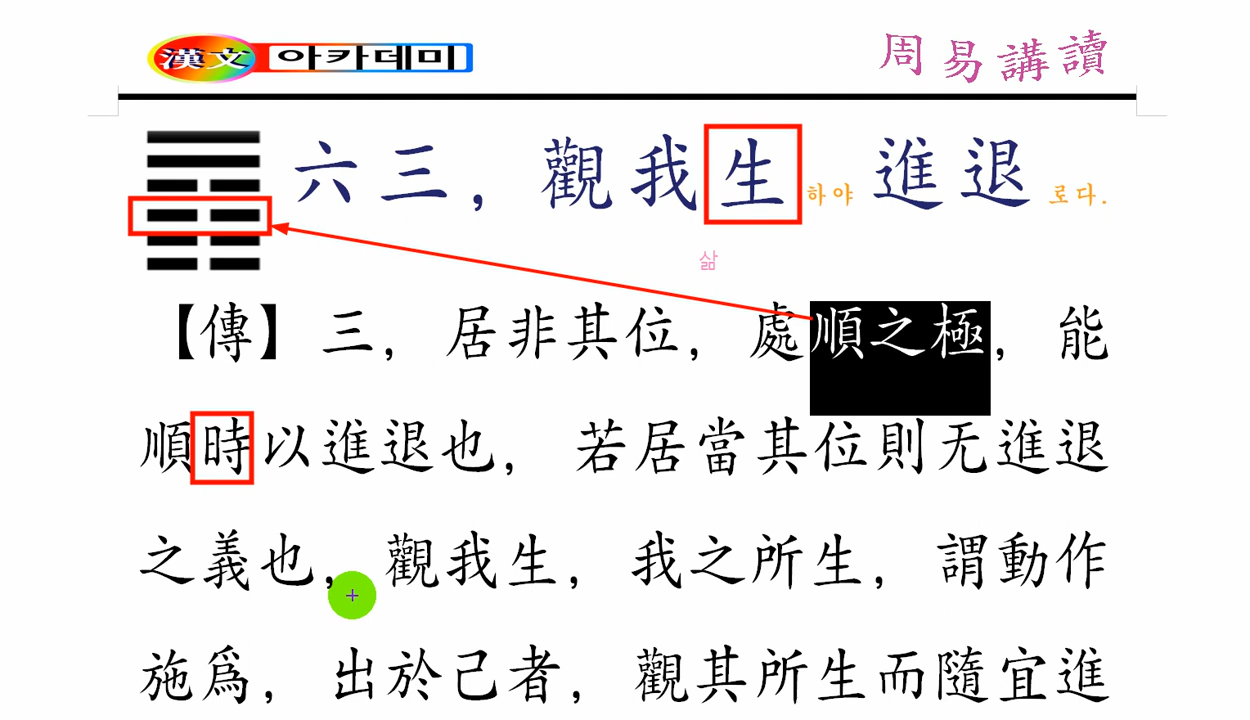 漢文 아카데미
周易講讀
六三，觀我生하야 進退로다.
삶
【傳】三，居非其位，處順之極，能
順時以進退也，若居當其位則无進退
之義也，觀我生，我之所生，謂動作
施爲，出於己者，觀其所生而隨宜進